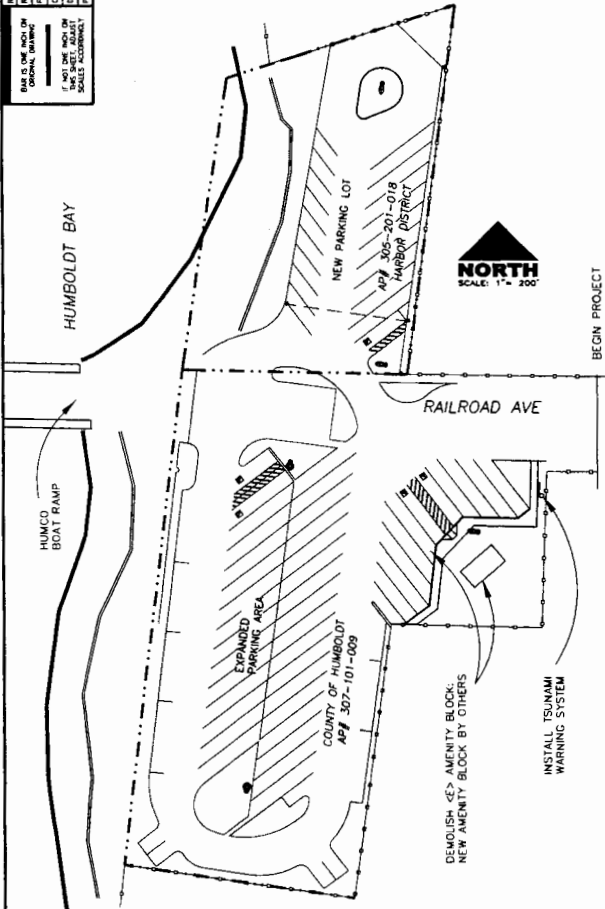 BAR IS ONE INCH ON
ORIGINAL DRAWING
IF NOT ONE INCH ON
THIS SHEET, ADJUST
SCALES ACCORDINGLY
HUMBOLDT BAY
HUMCO
BOAT RAMP
NEW PARKING LOT
AP# 305-201-018
HARBOR DISTRICT
NORTH
SCALE: 1"= 200'
RAILROAD AVE
BEGIN PROJECT
EXPANDED
PARKING AREA
COUNTY OF HUMBOLDT
AP# 307-101-009
DEMOLISH <E> AMENITY BLOCK:
NEW AMENITY BLOCK BY OTHERS
INSTALL TSUNAMI
WARNING SYSTEM